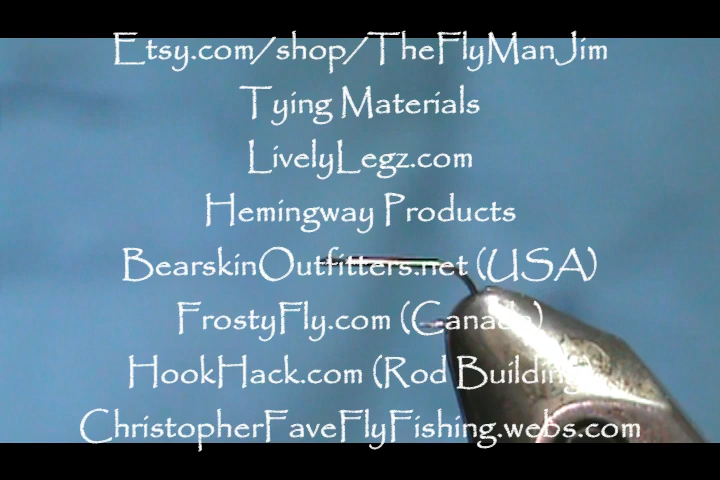 Etsy.com/shop/TheFlyManJim
Tying Materials
LivelyLegz.com
Hemingway Products
BearskinOutfitters.net (USA)
FrostyFly.com (Canada)
HookHack.com (Rod Building)
ChristopherFaveFlyFishing.webs.com